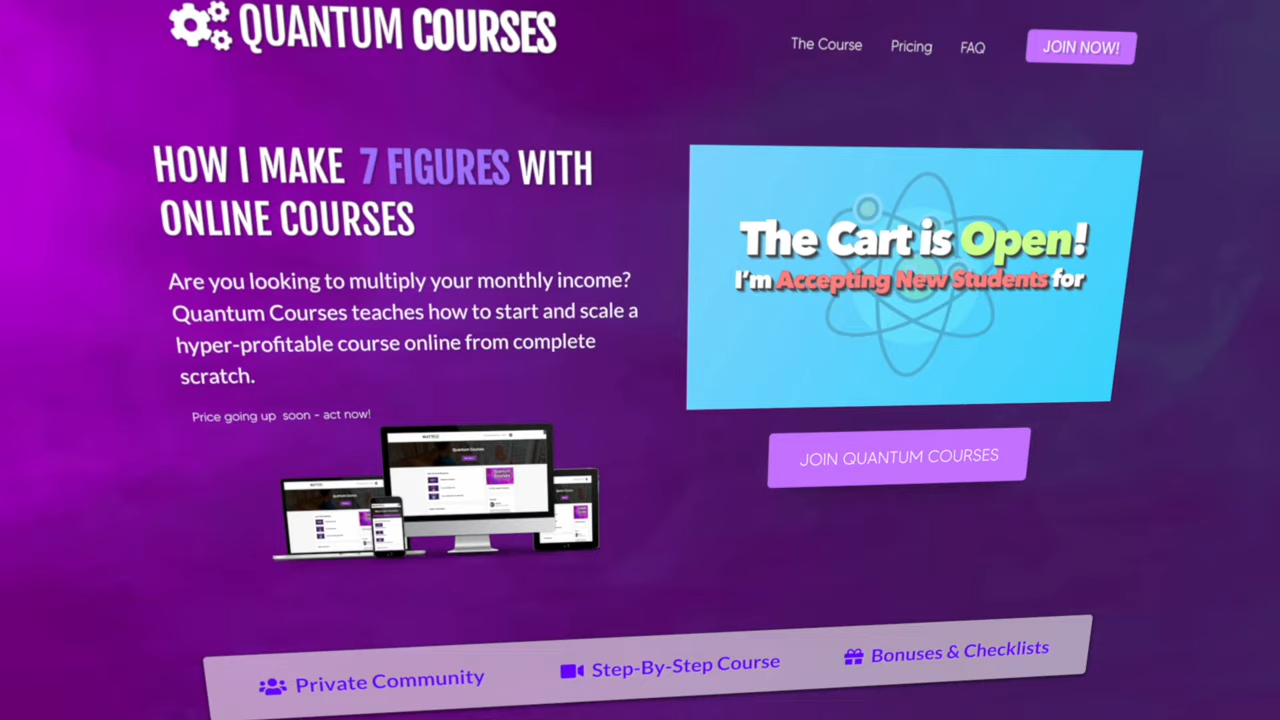 QUANTUM COURSES
The Course Pricing FAQ JOIN NOW!
HOW I MAKE 7 FIGURES WITH
ONLINE COURSES
The Cart is Open!
I'm Accepting New Students for
Are you looking to multiply your monthly income?
Quantum Courses teaches how to start and scale a
hyper-profitable course online from complete
scratch.
Price going up soon - act now!
JOIN QUANTUM COURSES
Private Community
Step-By-Step Course
Bonuses & Checklists